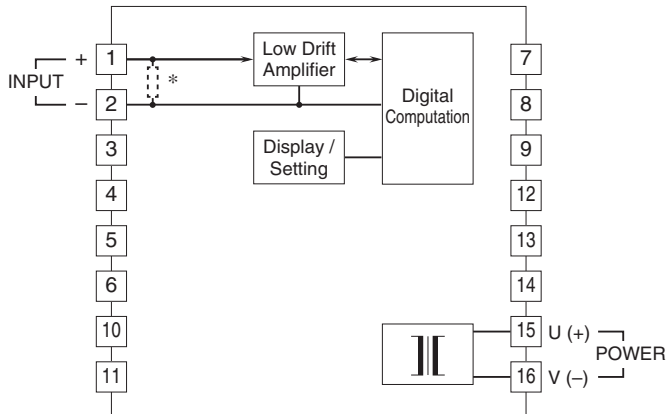 INPUT
+
−
1
2
3
4
5
6
10
11
*
Low Drift
Amplifier
Digital
Computation
Display /
Setting
7
8
9
12
13
14
15
16
U (+)
V (–)
POWER